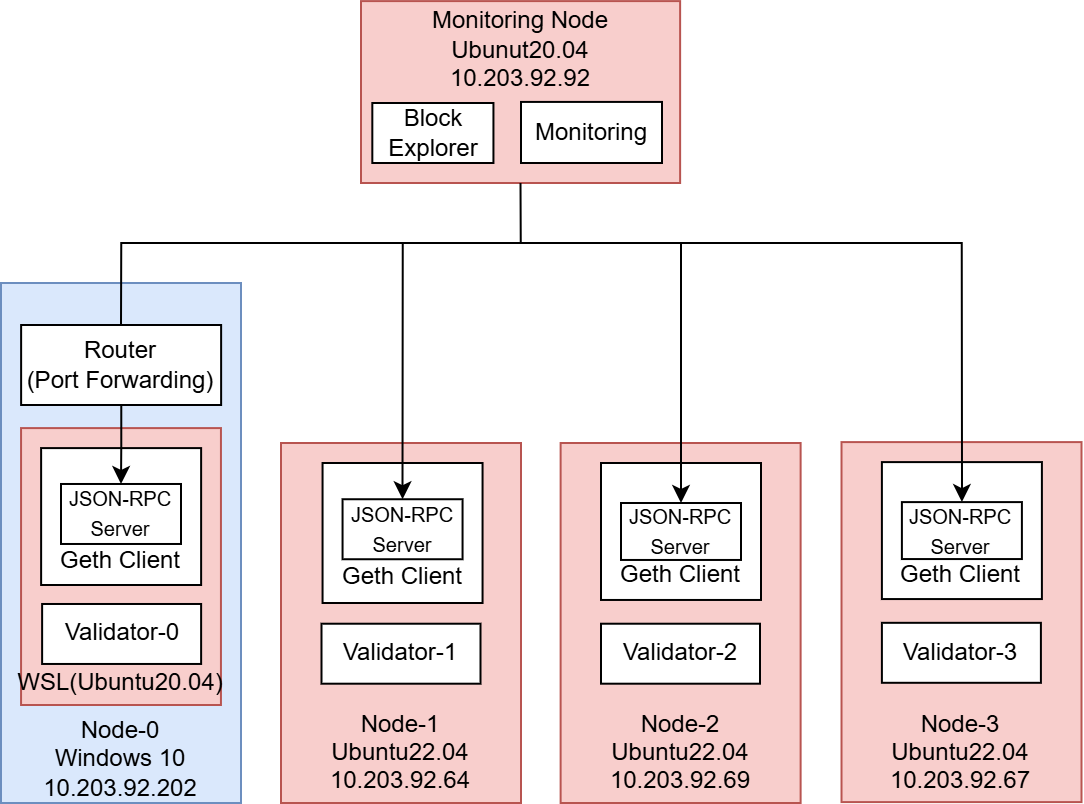 Monitoring Node
Ubunut20.04
10.203.92.92
Block
Explorer
Monitoring
Router
(Port Forwarding)
JSON-RPC
Server
Geth Client
Validator-0
WSL(Ubuntu20.04)
Node-0
Windows 10
10.203.92.202
JSON-RPC
Server
Geth Client
Validator-1
Node-1
Ubuntu22.04
10.203.92.64
JSON-RPC
Server
Geth Client
Validator-2
Node-2
Ubuntu22.04
10.203.92.69
JSON-RPC
Server
Geth Client
Validator-3
Node-3
Ubuntu22.04
10.203.92.67